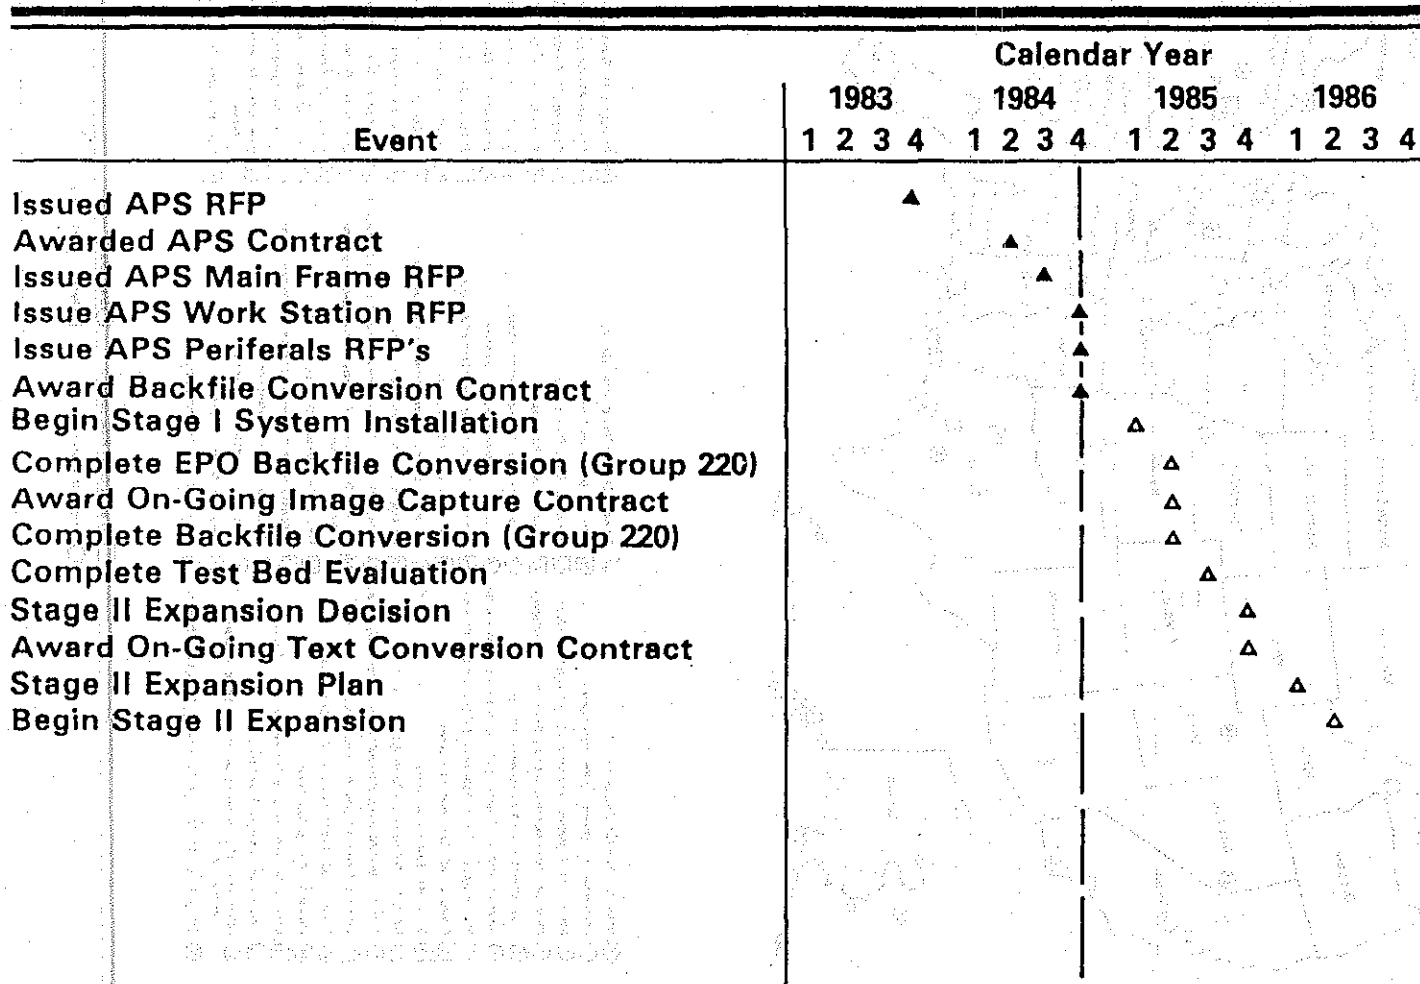 Calendar Year
1983 1984 1985 1986
Event 1 2 3 4 1 2 3 4 1 2 3 4 1 2 3 4
Issued APS RFP
Awarded APS Contract
Issued APS Main Frame RFP
Issue APS Work Station RFP
Issue APS Periferals RFP's
Award Backfile Conversion Contract
Begin Stage I System Installation
Complete EPO Backfile Conversion (Group 220)
Award On-Going Image Capture Contract
Complete Backfile Conversion (Group 220)
Complete Test Bed Evaluation
Stage II Expansion Decision
Award On-Going Text Conversion Contract
Stage II Expansion Plan
Begin Stage II Expansion